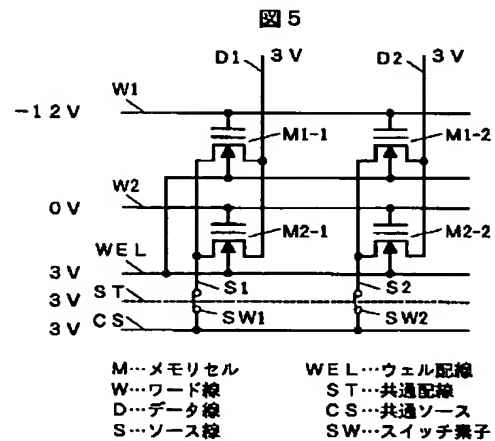 図5
D1 3V D2 3V
W1
-12V
M1-1 M1-2
W2
0V
M2-1 M2-2
WEL
3V
S1 S2
ST
3V
CS SW1 SW2
3V
M…メモリセル WEL…ウェル配線
W…ワード線 ST…共通配線
D…データ線 CS…共通ソース
S…ソース線 SW…スイッチ素子